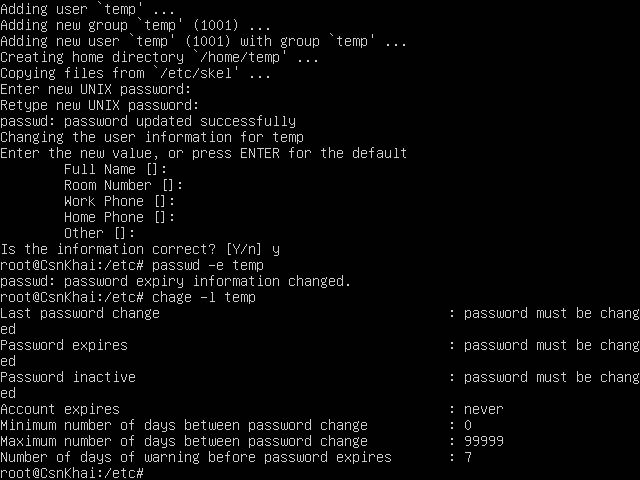 Adding user `temp' ...
Adding new group `temp' (1001) ...
Adding new user `temp' (1001) with group `temp' ...
Creating home directory `/home/temp' ...
Copying files from `/etc/skel' ...
Enter new UNIX password:
Retype new UNIX password:
passwd: password updated successfully
Changing the user information for temp
Enter the new value, or press ENTER for the default
        Full Name []:
        Room Number []:
        Work Phone []:
        Home Phone []:
        Other []:
Is the information correct? [Y/n] y
root@CsnKhai:/etc# passwd -e temp
passwd: password expiry information changed.
root@CsnKhai:/etc# chage -l temp
Last password change                                    : password must be chang
ed
Password expires                                        : password must be chang
ed
Password inactive                                       : password must be chang
ed
Account expires                                         : never
Minimum number of days between password change          : 0
Maximum number of days between password change          : 99999
Number of days of warning before password expires       : 7
root@CsnKhai:/etc#